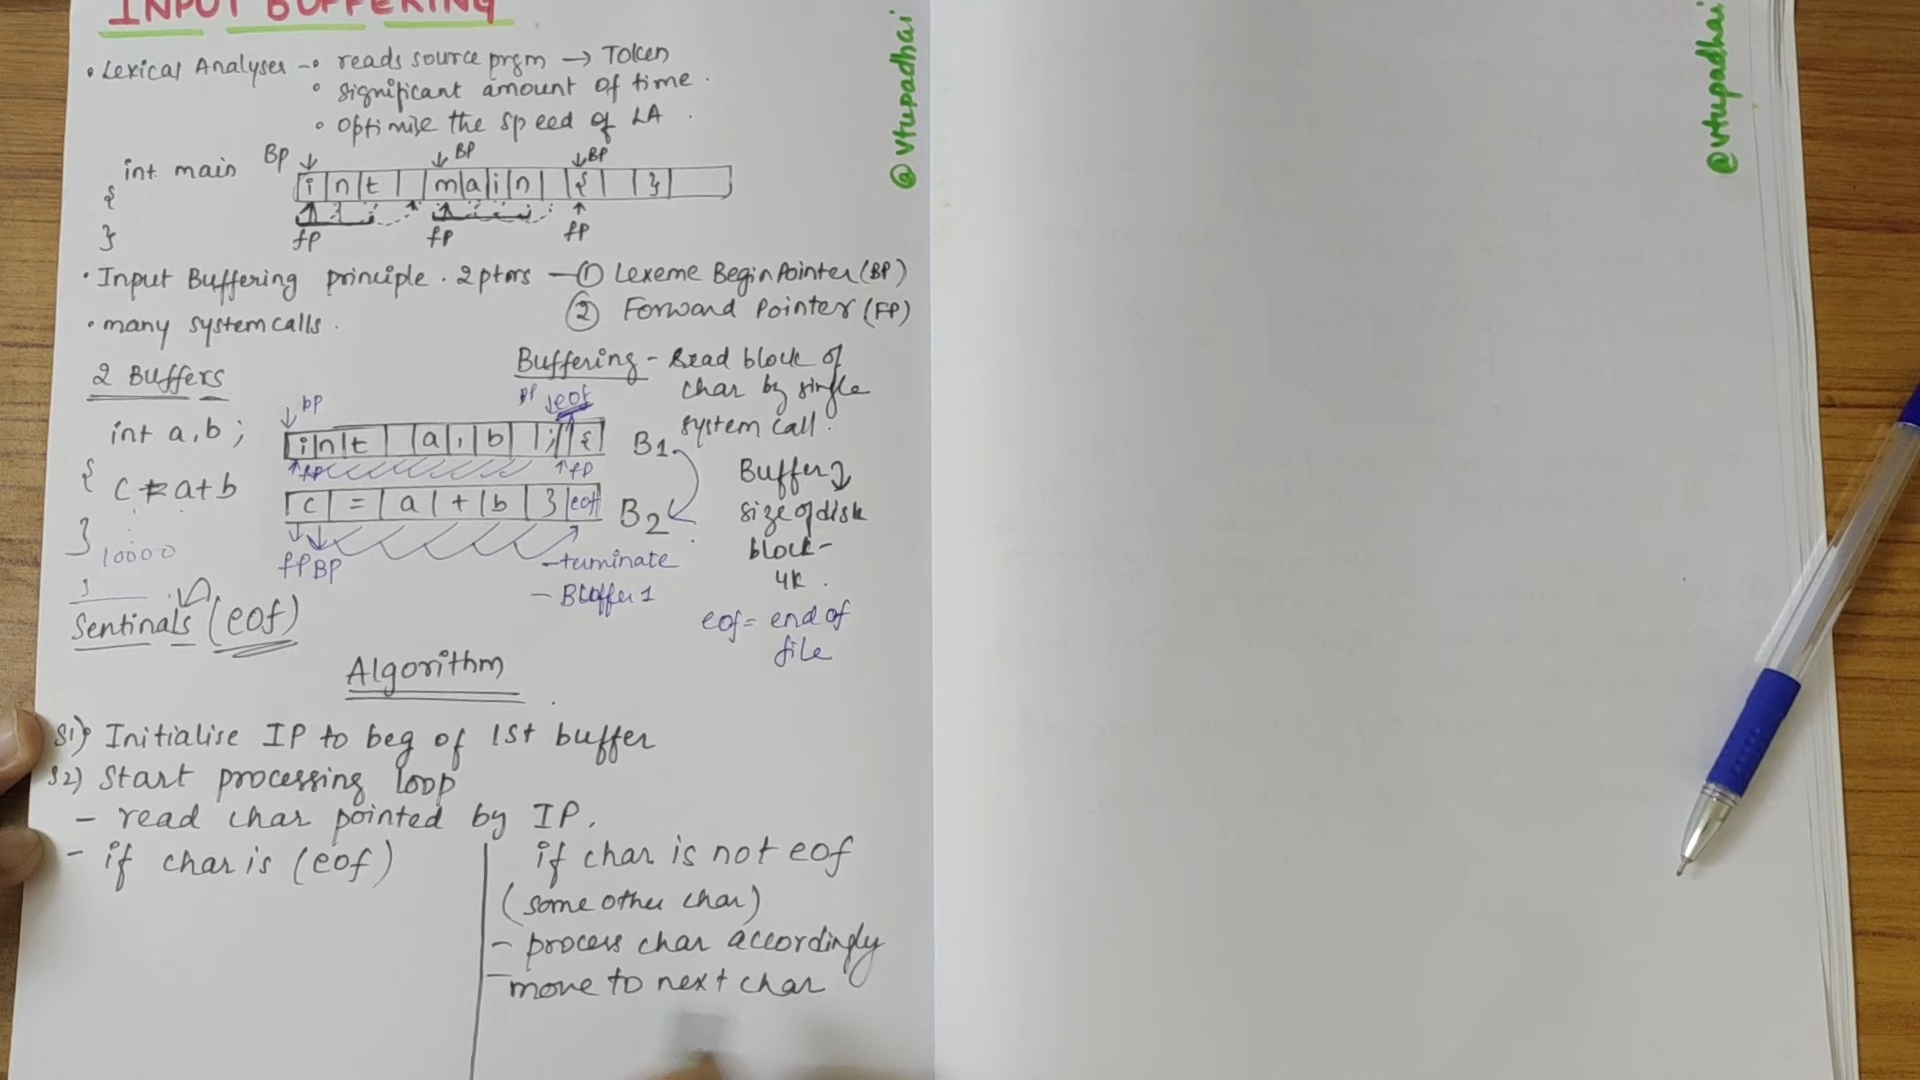 INPUT BUFFERING
• Lexical Analyses – • reads source prgm → Token
• significant amount of time.
• optimise the speed of LA.
int main
{
}
BP BP BP
i n t m a i n { }
fp fp fp
• Input Buffering principle. 2 ptrs – ① Lexeme Begin Pointer (BP)
② Forward Pointer (FP)
• many system calls.
2 Buffers
Buffering – Read block of
char by single
system call.
int a, b ;
{ c = a+b
}
10000
}
bp BP eof
i n t a , b ; { B1
fp fp
c = a + b } eof B2
fp BP
– terminate
– Buffer 1
Buffer ↓
size of disk
block –
4K.
eof = end of
file
Sentinals (eof)
Algorithm
S1) Initialise IP to beg of 1st buffer
S2) Start processing loop
– read char pointed by IP.
– if char is (eof)
if char is not eof
(some other char)
– process char accordingly
– move to next char
@vtupadhai
@vtupadhai